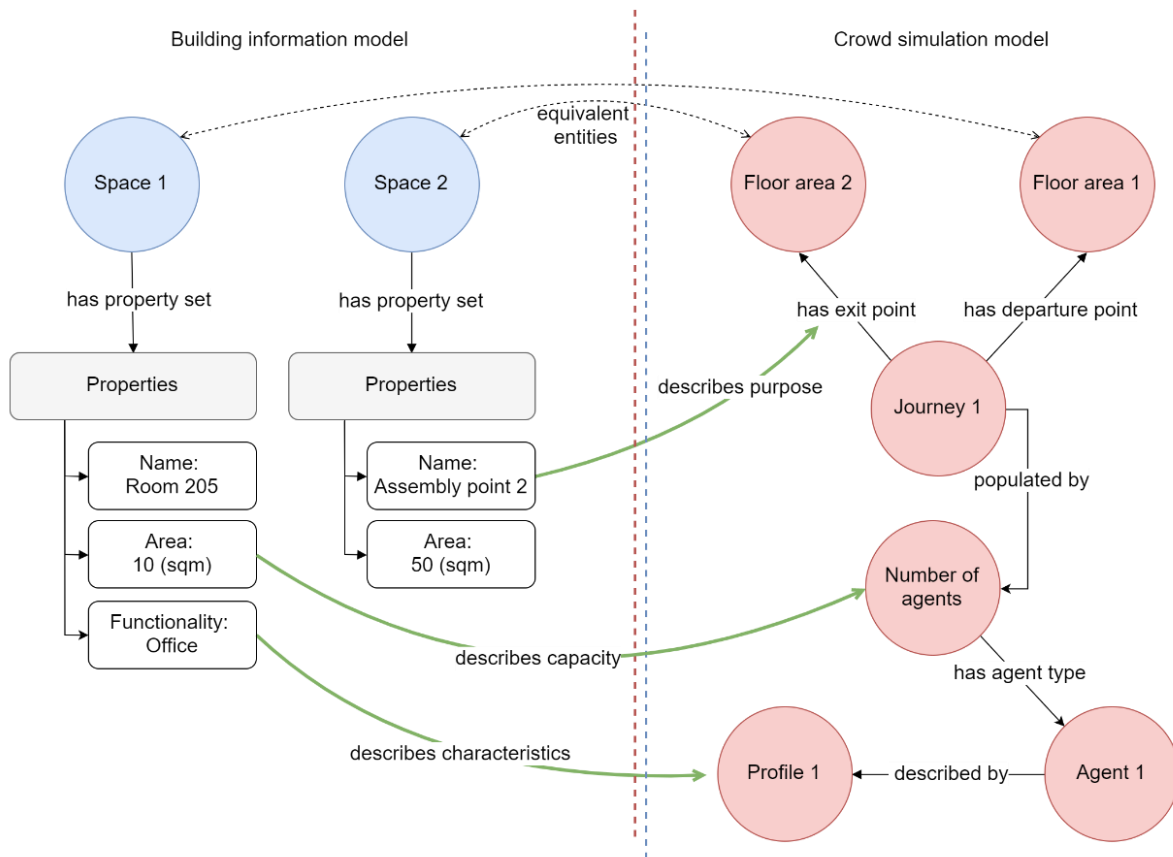 Building information model
Crowd simulation model
equivalent
entities
Space 1
Space 2
Floor area 2
Floor area 1
has property set
has property set
has exit point
has departure point
Properties
Properties
describes purpose
Journey 1
Name:
Room 205
Name:
Assembly point 2
populated by
Area:
10 (sqm)
Area:
50 (sqm)
Number of
agents
Functionality:
Office
describes capacity
has agent type
describes characteristics
Profile 1
described by
Agent 1